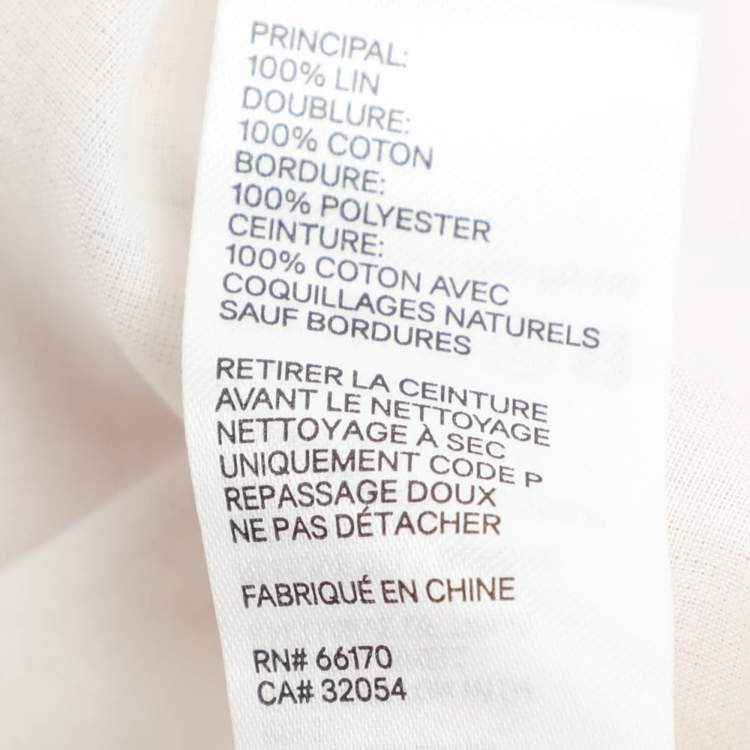 PRINCIPAL:
100% LIN
DOUBLURE:
100% COTON
BORDURE:
100% POLYESTER
CEINTURE:
100% COTON AVEC
COQUILLAGES NATURELS
SAUF BORDURES
RETIRER LA CEINTURE
AVANT LE NETTOYAGE
NETTOYAGE À SEC
UNIQUEMENT CODE P
REPASSAGE DOUX
NE PAS DÉTACHER
FABRIQUÉ EN CHINE
RN# 66170
CA# 32054